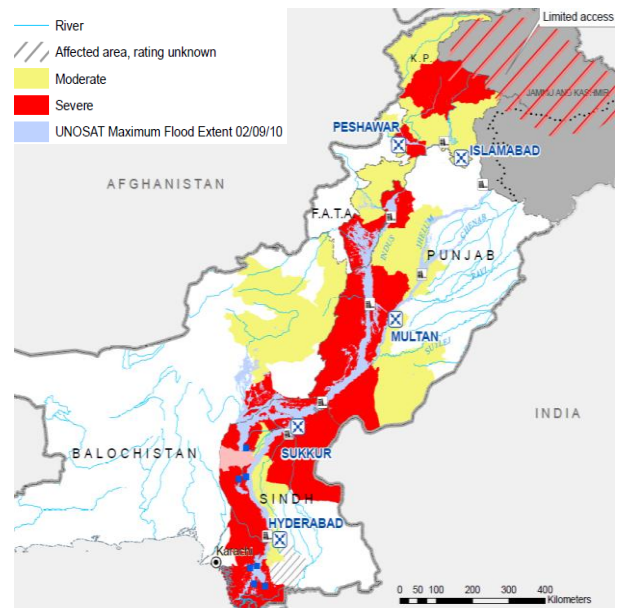 River
Affected area, rating unknown
Moderate
Severe
UNOSAT Maximum Flood Extent 02/09/10
Limited access
K.P.
JAMMU AND KASHMIR
PESHAWAR
ISLAMABAD
AFGHANISTAN
F.A.T.A.
INDUS
JHELUM
CHENAB
PUNJAB
RAVI
MULTAN
SUTLEJ
INDIA
BALOCHISTAN
SUKKUR
SINDH
HYDERABAD
Karachi
0 50 100 200 300 400
Kilometers